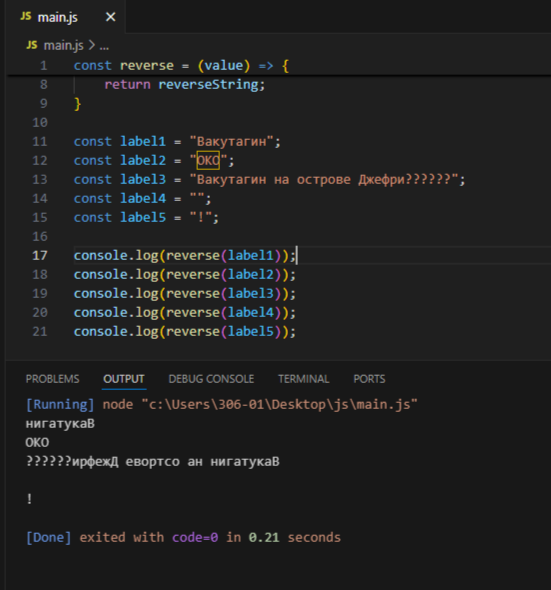 JS main.js ×
JS main.js > ...
1 const reverse = (value) => {
8 return reverseString;
9 }
10
11 const label1 = "Вакутагин";
12 const label2 = "ОКО";
13 const label3 = "Вакутагин на острове Джефри??????";
14 const label4 = "";
15 const label5 = "!";
16
17 console.log(reverse(label1));
18 console.log(reverse(label2));
19 console.log(reverse(label3));
20 console.log(reverse(label4));
21 console.log(reverse(label5));
PROBLEMS OUTPUT DEBUG CONSOLE TERMINAL PORTS
[Running] node "c:\Users\306-01\Desktop\js\main.js"
нигатукаВ
ОКО
??????ирфежД евортсо ан нигатукаВ
!
[Done] exited with code=0 in 0.21 seconds